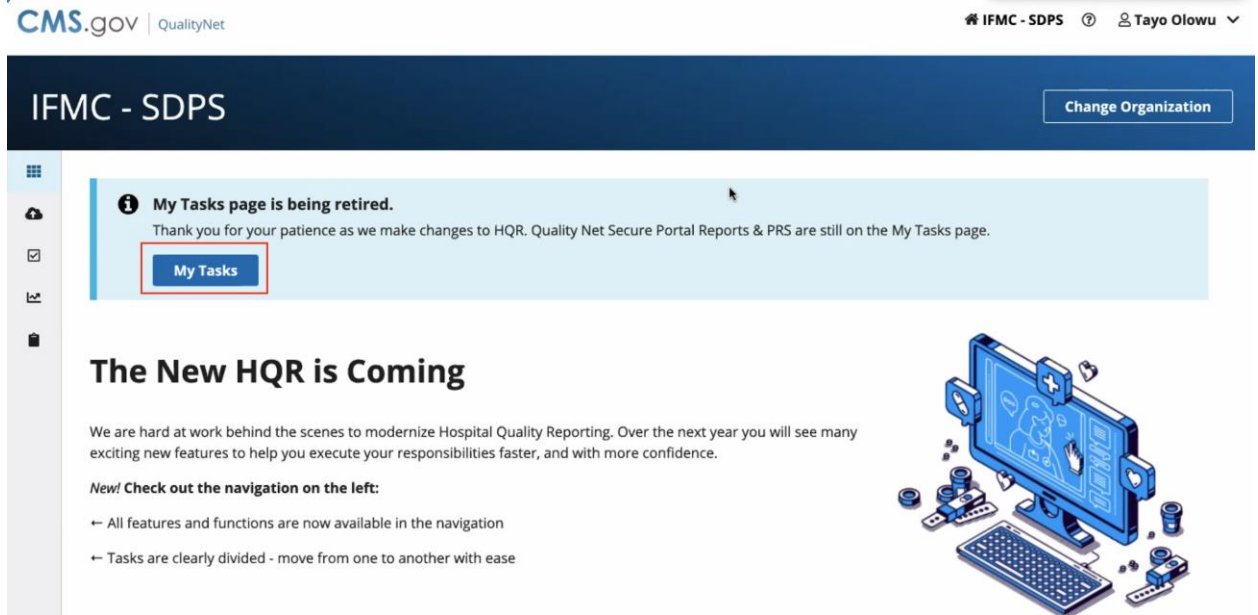 CMS.gov | QualityNet
IFMC - SDPS
Tayo Olowu
IFMC - SDPS
Change Organization
My Tasks page is being retired.
Thank you for your patience as we make changes to HQR. Quality Net Secure Portal Reports & PRS are still on the My Tasks page.
My Tasks
The New HQR is Coming
We are hard at work behind the scenes to modernize Hospital Quality Reporting. Over the next year you will see many
exciting new features to help you execute your responsibilities faster, and with more confidence.
New! Check out the navigation on the left:
← All features and functions are now available in the navigation
← Tasks are clearly divided - move from one to another with ease